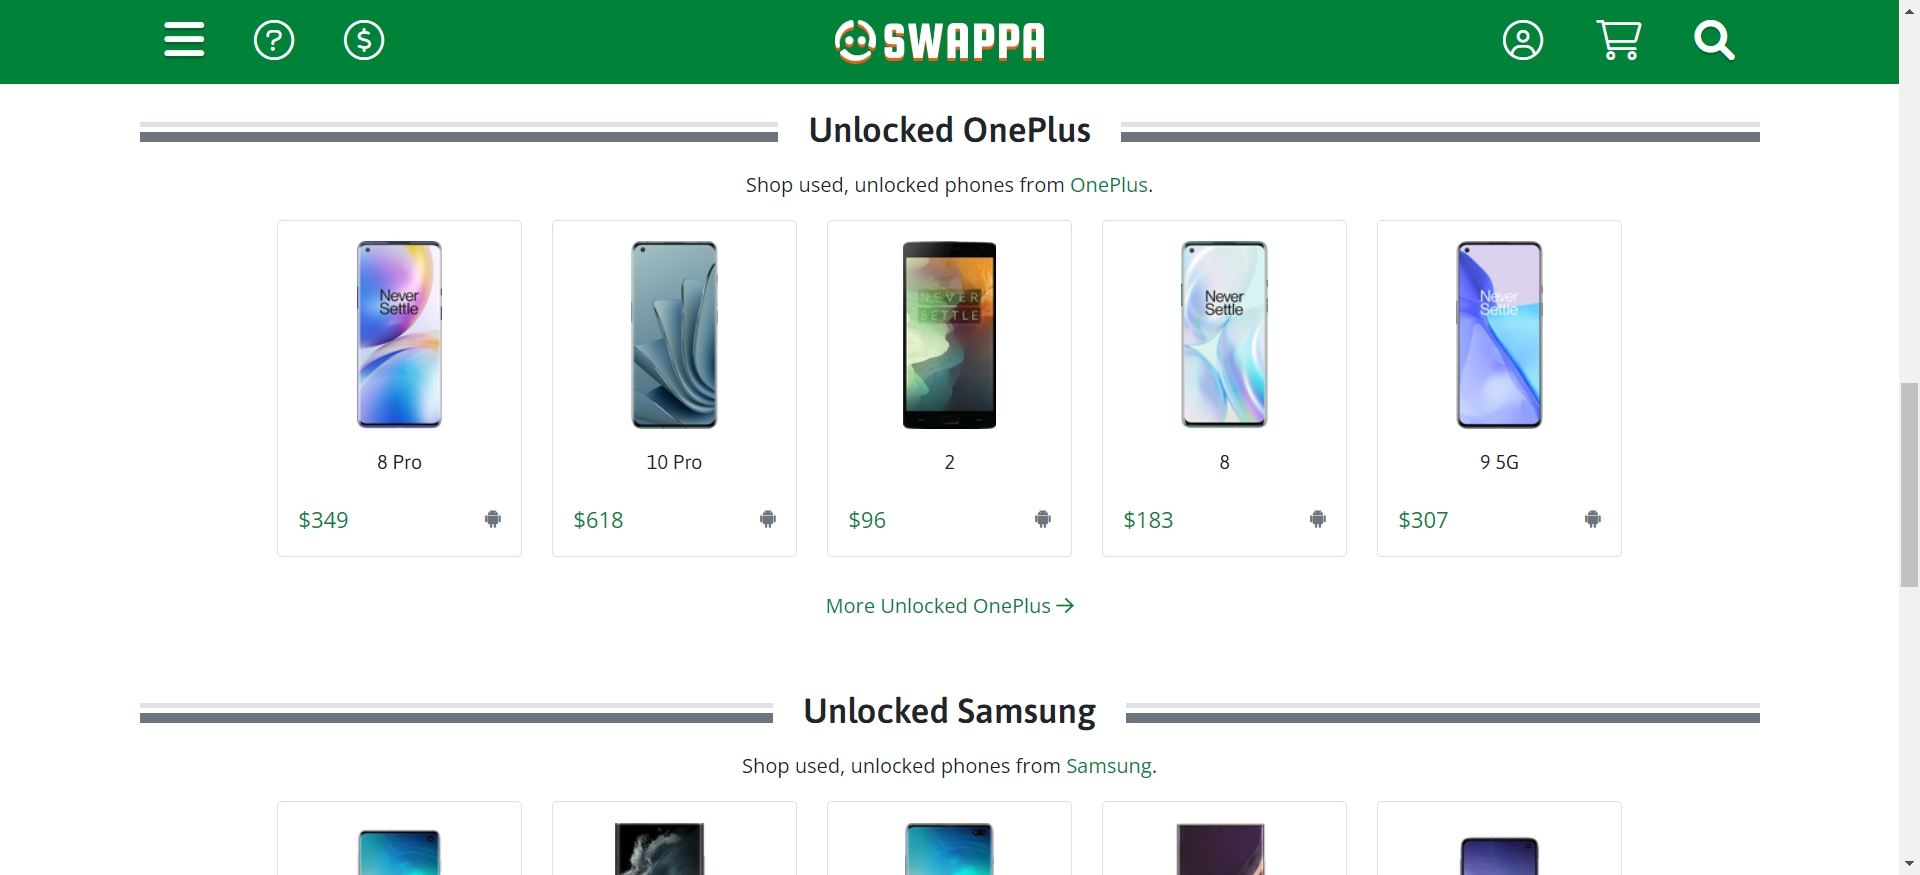 SWAPPA
Unlocked OnePlus
Shop used, unlocked phones from OnePlus.
Never
Settle
NEVER
SETTLE
Never
Settle
Never
Settle
8 Pro
10 Pro
2
8
9 5G
$349
$618
$96
$183
$307
More Unlocked OnePlus →
Unlocked Samsung
Shop used, unlocked phones from Samsung.